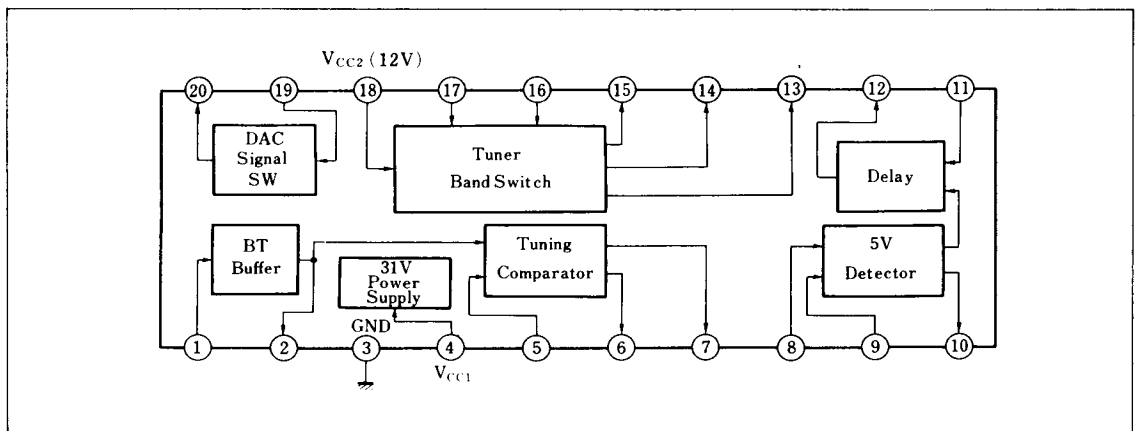 VCC2 (12V)
20 19 18 17 16 15 14 13 12 11
DAC
Signal
SW
Tuner
Band Switch
Delay
BT
Buffer
31V
Power
Supply
Tuning
Comparator
5V
Detector
GND
1 2 3 4 5 6 7 8 9 10
VCC1